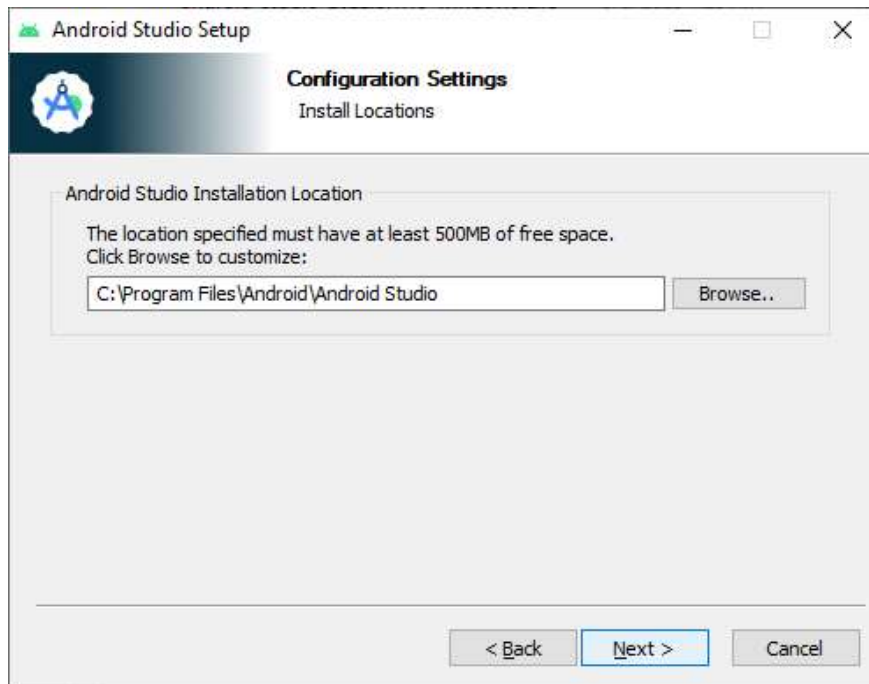 Android Studio Setup
Configuration Settings
Install Locations
Android Studio Installation Location
The location specified must have at least 500MB of free space.
Click Browse to customize:
C:\Program Files\Android\Android Studio
Browse..
< Back
Next >
Cancel